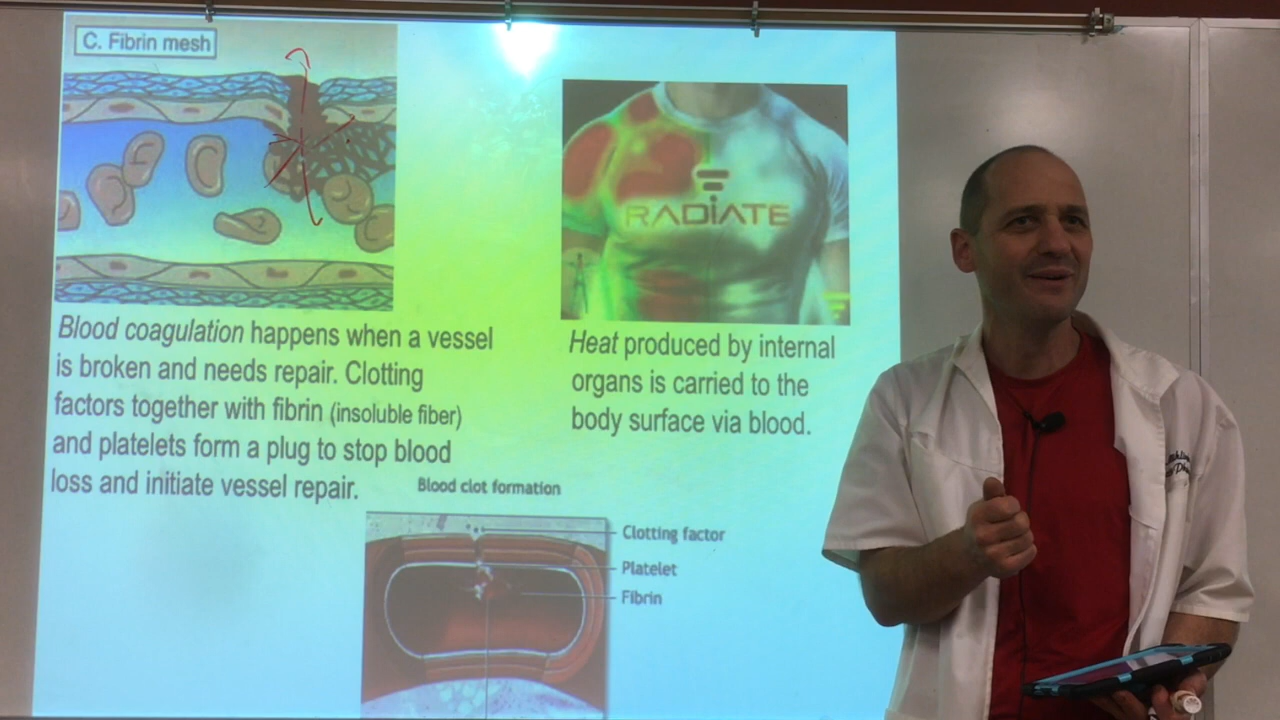 C. Fibrin mesh
RADIATE
Blood coagulation happens when a vessel
is broken and needs repair. Clotting
factors together with fibrin (insoluble fiber)
and platelets form a plug to stop blood
loss and initiate vessel repair.
Heat produced by internal
organs is carried to the
body surface via blood.
Blood clot formation
Clotting factor
Platelet
Fibrin